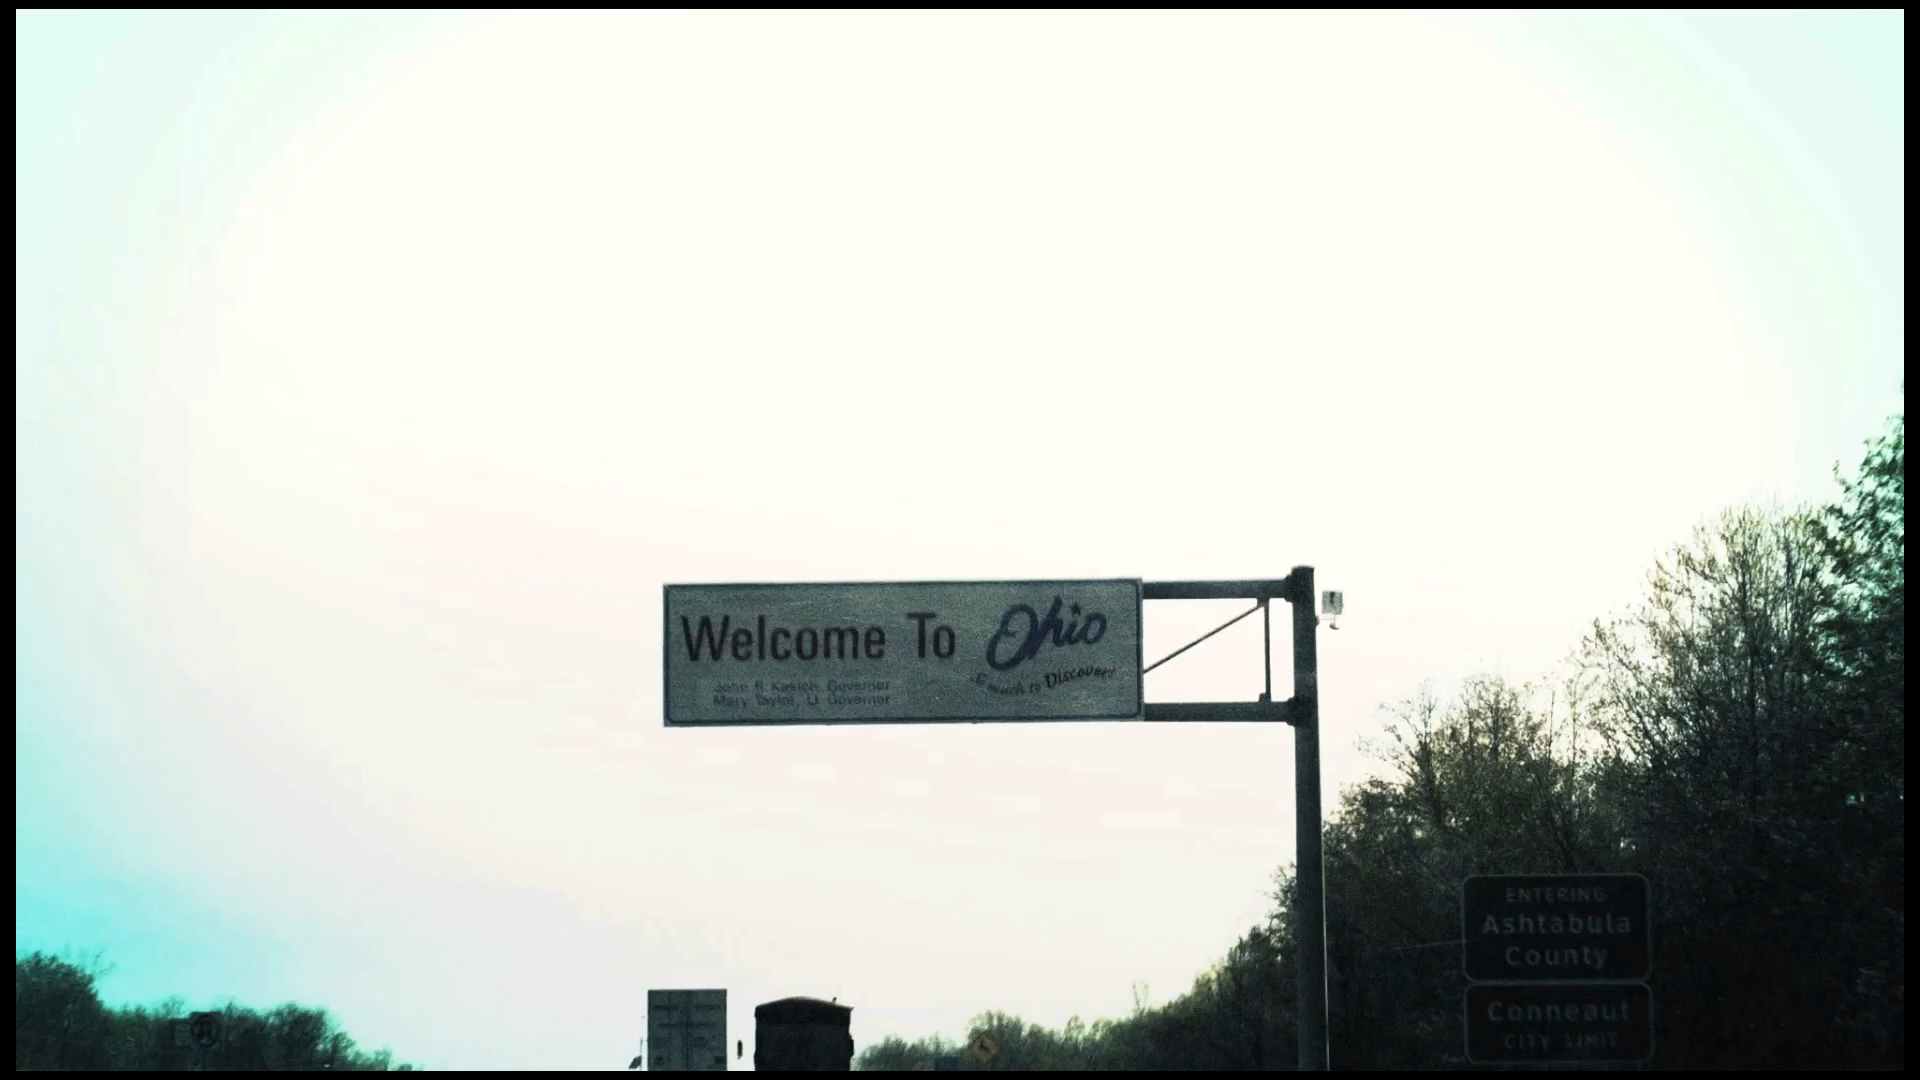 Welcome To Ohio
So much to Discover!
John R Kasich, Governor
Mary Taylor, Lt Governor
ENTERING
Ashtabula
County
Conneaut
CITY LIMIT